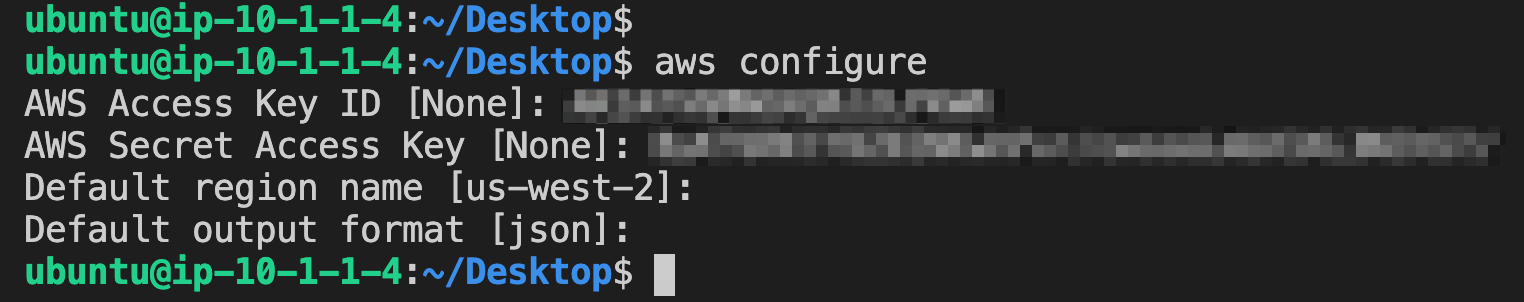 ubuntu@ip-10-1-1-4:~/Desktop$
ubuntu@ip-10-1-1-4:~/Desktop$ aws configure
AWS Access Key ID [None]:
AWS Secret Access Key [None]:
Default region name [us-west-2]:
Default output format [json]:
ubuntu@ip-10-1-1-4:~/Desktop$